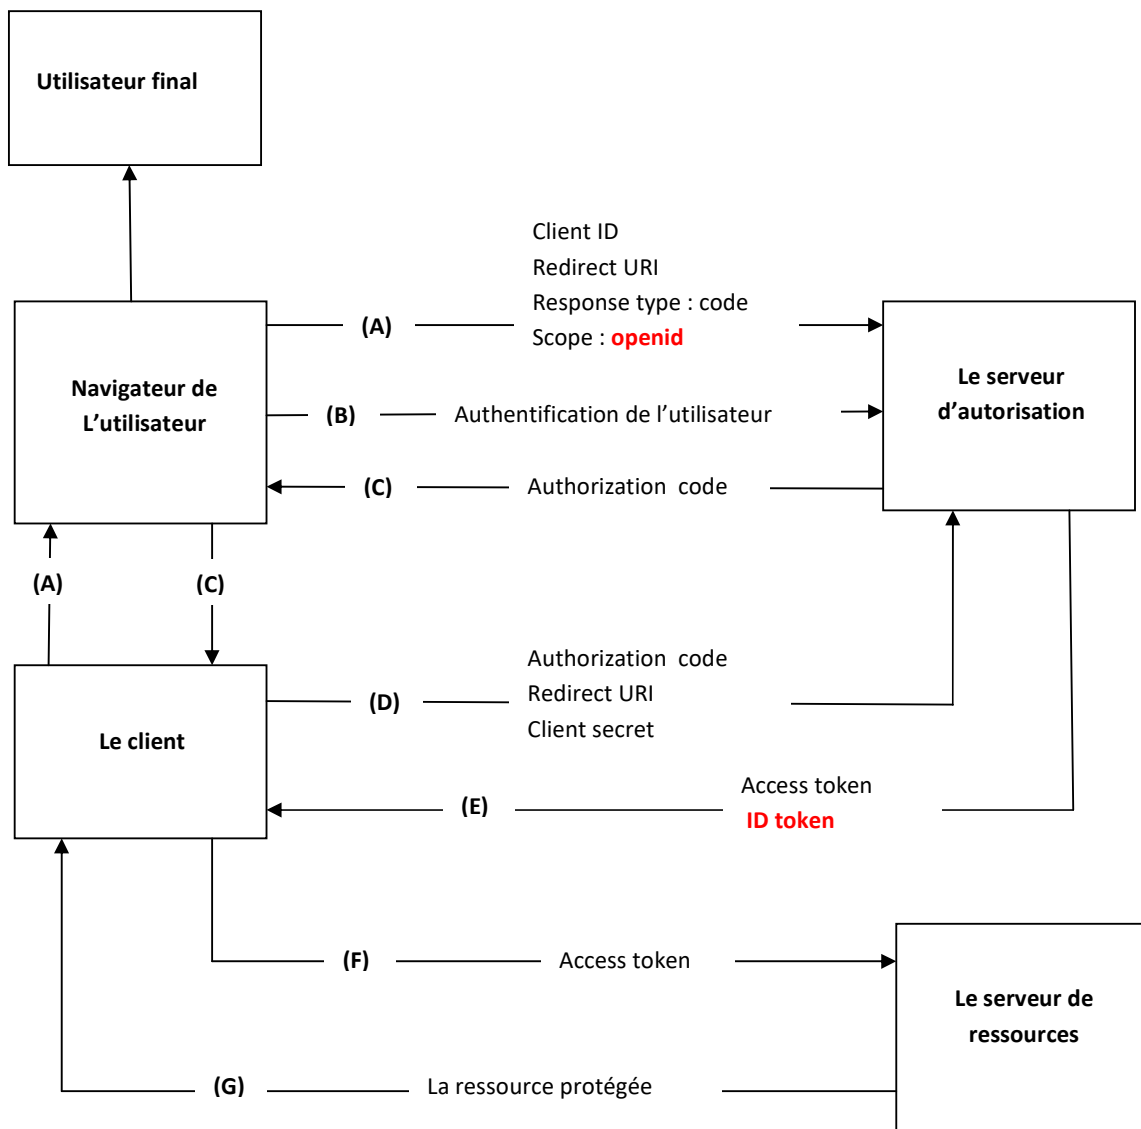 Utilisateur final
Client ID
Redirect URI
Response type : code
Scope : openid
(A)
Navigateur de
L’utilisateur
Le serveur
d’autorisation
(B)
Authentification de l’utilisateur
(C)
Authorization code
(A)
(C)
Authorization code
Redirect URI
Client secret
(D)
Le client
Access token
ID token
(E)
(F)
Access token
Le serveur de
ressources
(G)
La ressource protégée